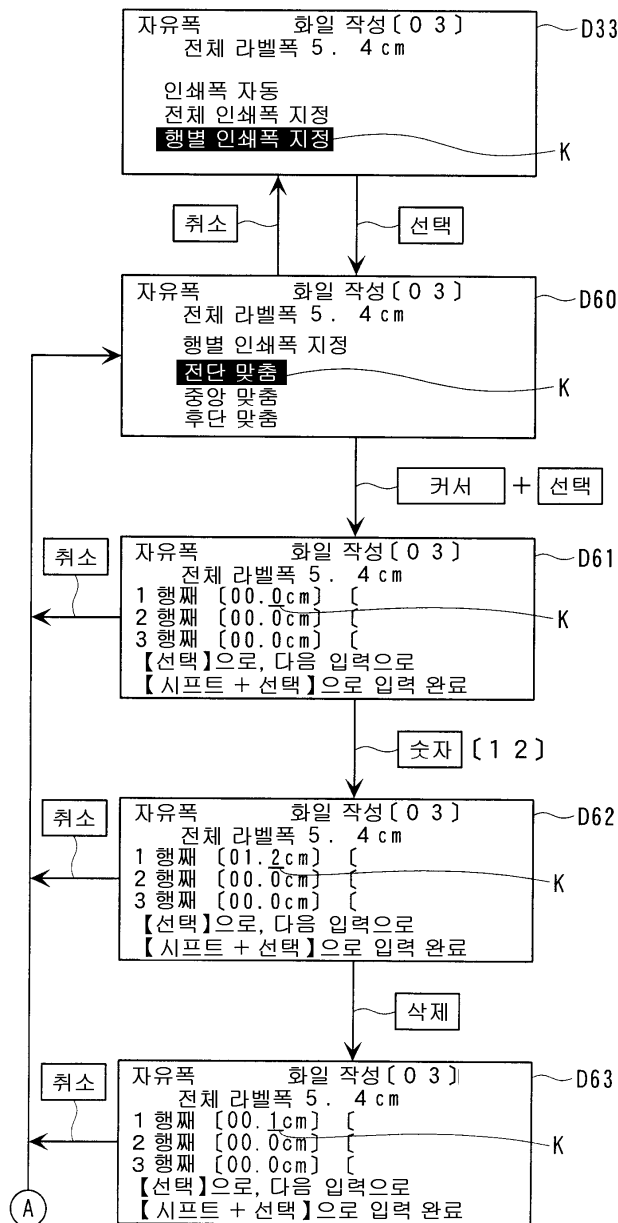 자유폭 화일 작성〔０３〕
전체 라벨폭 5． 4cm
인쇄폭 자동
전체 인쇄폭 지정
행별 인쇄폭 지정
D33
K
취소
선택
자유폭 화일 작성〔０３〕
전체 라벨폭 5． 4cm
행별 인쇄폭 지정
전단 맞춤
중앙 맞춤
후단 맞춤
D60
K
커서 + 선택
취소
자유폭 화일 작성〔０３〕
전체 라벨폭 5． 4cm
1 행째 〔00.0cm〕 〔
2 행째 〔00.0cm〕 〔
3 행째 〔00.0cm〕 〔
【선택】으로, 다음 입력으로
【시프트 + 선택】으로 입력 완료
D61
K
숫자 〔１２〕
취소
자유폭 화일 작성〔０３〕
전체 라벨폭 5． 4cm
1 행째 〔01.2cm〕 〔
2 행째 〔00.0cm〕 〔
3 행째 〔00.0cm〕 〔
【선택】으로, 다음 입력으로
【시프트 + 선택】으로 입력 완료
D62
K
삭제
취소
자유폭 화일 작성〔０３〕
전체 라벨폭 5． 4cm
1 행째 〔00.1cm〕 〔
2 행째 〔00.0cm〕 〔
3 행째 〔00.0cm〕 〔
【선택】으로, 다음 입력으로
【시프트 + 선택】으로 입력 완료
D63
K
A